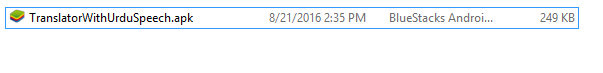 TranslatorWithUrduSpeech.apk 8/21/2016 2:35 PM BlueStacks Androi... 249 KB